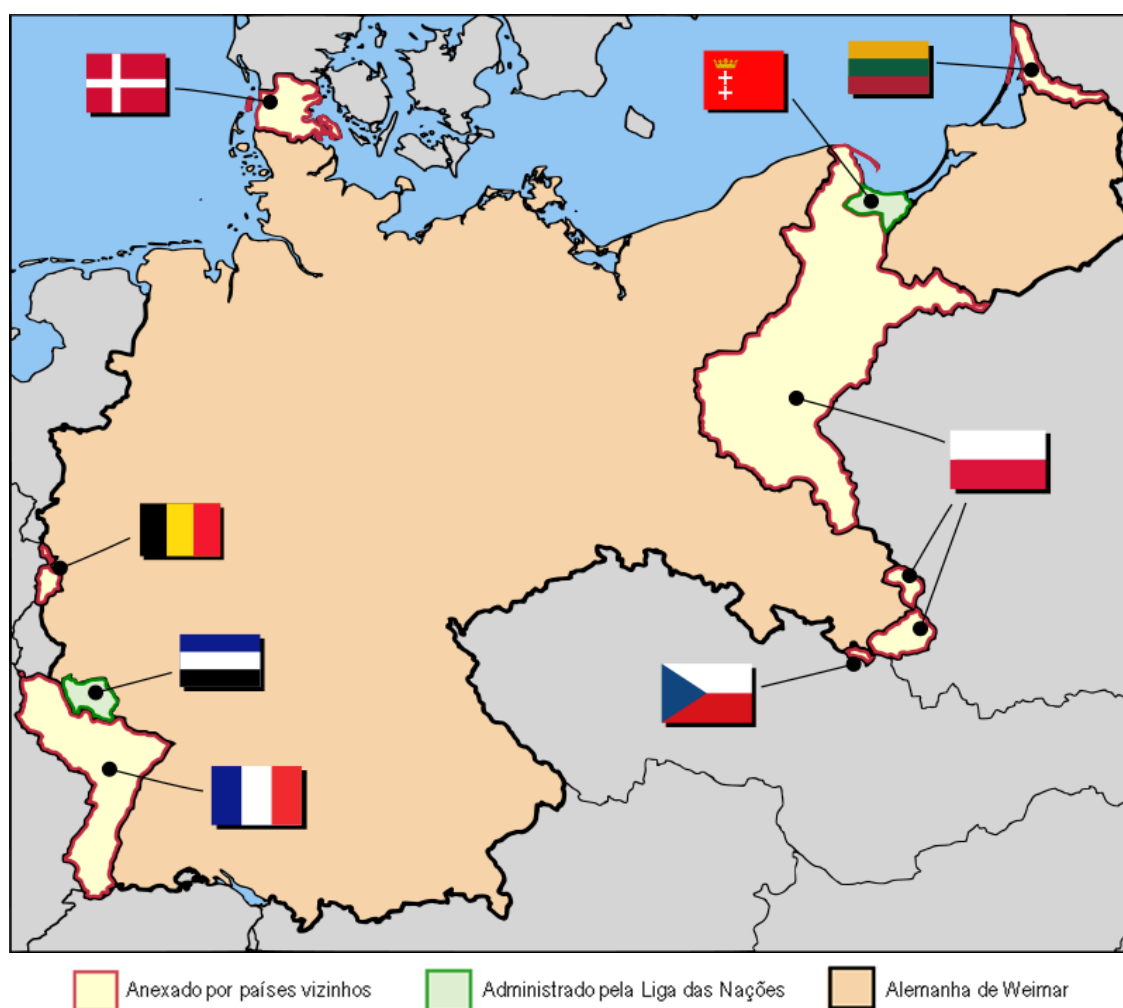 Anexado por países vizinhos
Administrado pela Liga das Nações
Alemanha de Weimar